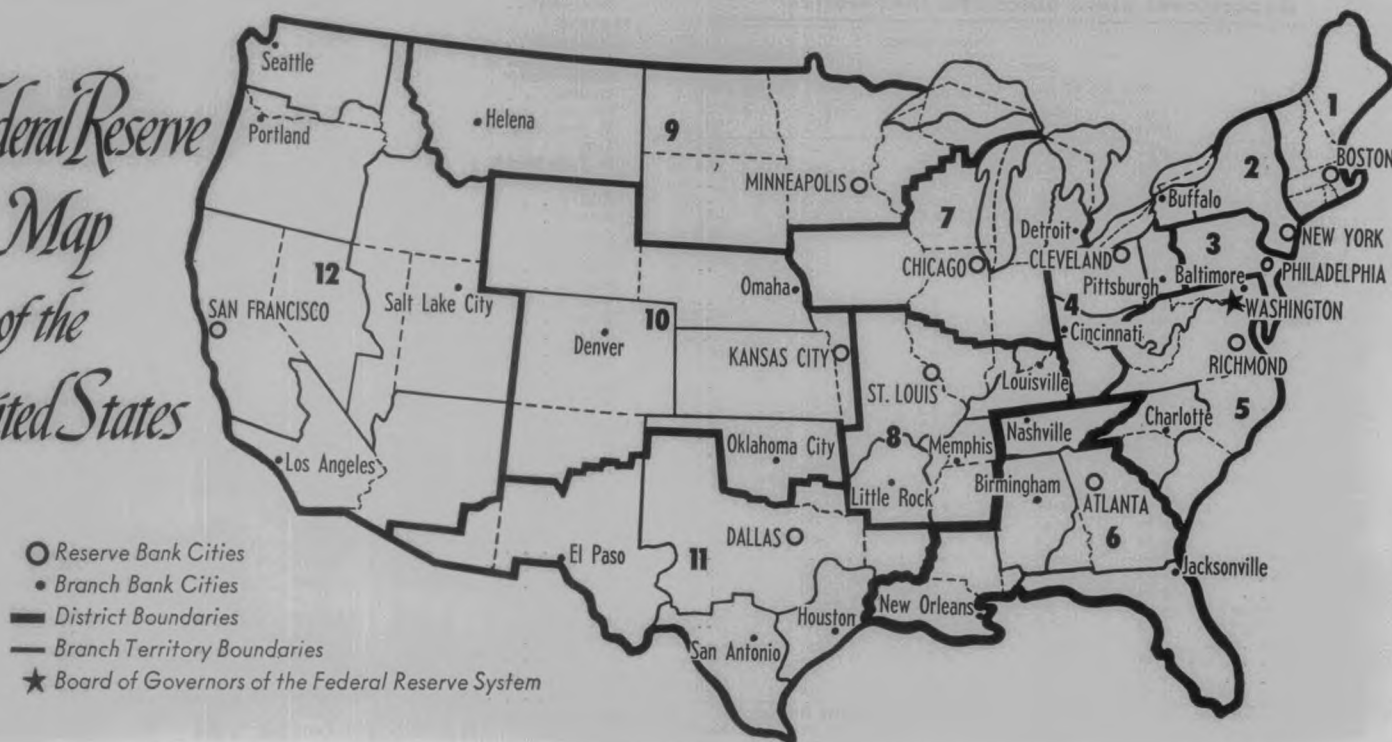 ederal Reserve
Map
of the
ited States
Seattle
Portland
Helena
9
MINNEAPOLIS
1
BOSTON
2
Buffalo
NEW YORK
7
Detroit
CHICAGO
CLEVELAND
3
Pittsburgh
Baltimore
PHILADELPHIA
WASHINGTON
4
Cincinnati
RICHMOND
12
SAN FRANCISCO
Salt Lake City
Omaha
10
Denver
KANSAS CITY
ST. LOUIS
Louisville
5
Charlotte
Nashville
8
Memphis
Los Angeles
Oklahoma City
Little Rock
Birmingham
ATLANTA
6
DALLAS
El Paso
11
Jacksonville
Houston
New Orleans
San Antonio
Reserve Bank Cities
Branch Bank Cities
District Boundaries
Branch Territory Boundaries
Board of Governors of the Federal Reserve System